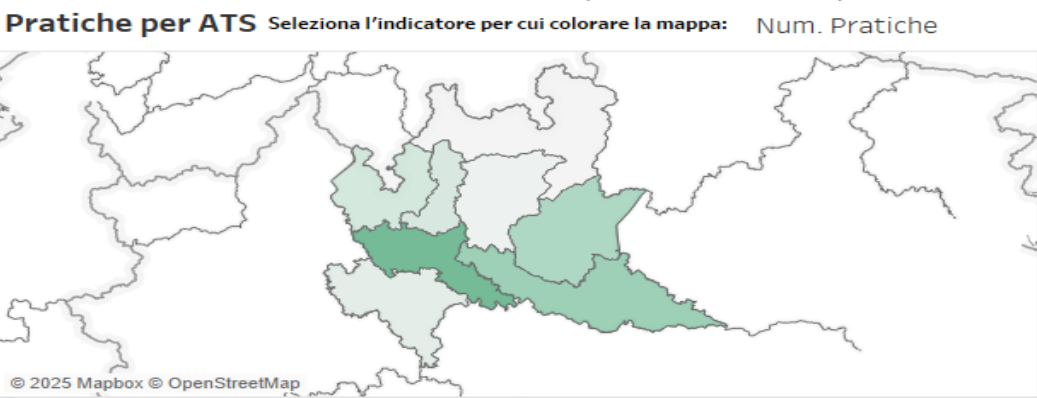 Pratiche per ATS Seleziona l'indicatore per cui colorare la mappa: Num. Pratiche
© 2025 Mapbox © OpenStreetMap